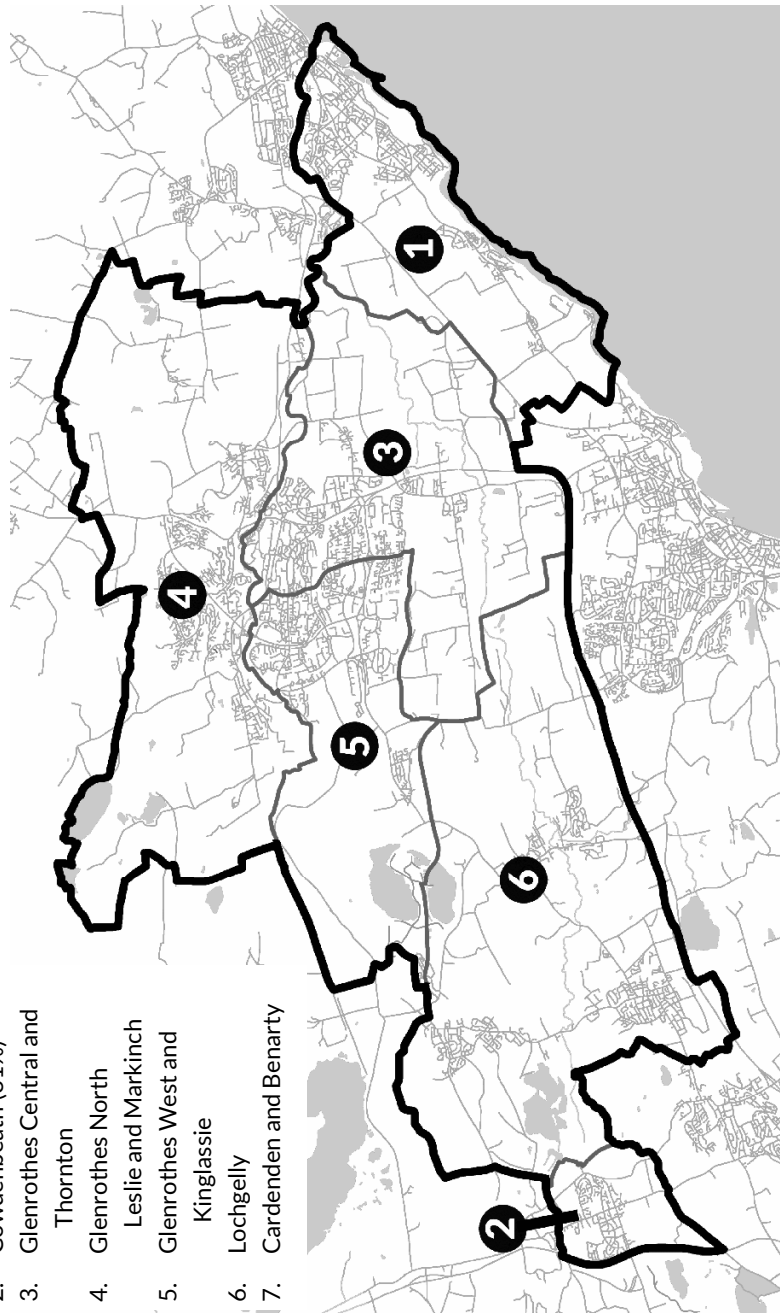 2. Cowdenbeath
3. Glenrothes Central and
Thornton
4. Glenrothes North
Leslie and Markinch
5. Glenrothes West and
Kinglassie
6. Lochgelly
7. Cardenden and Benarty
4
1
5
3
2
6